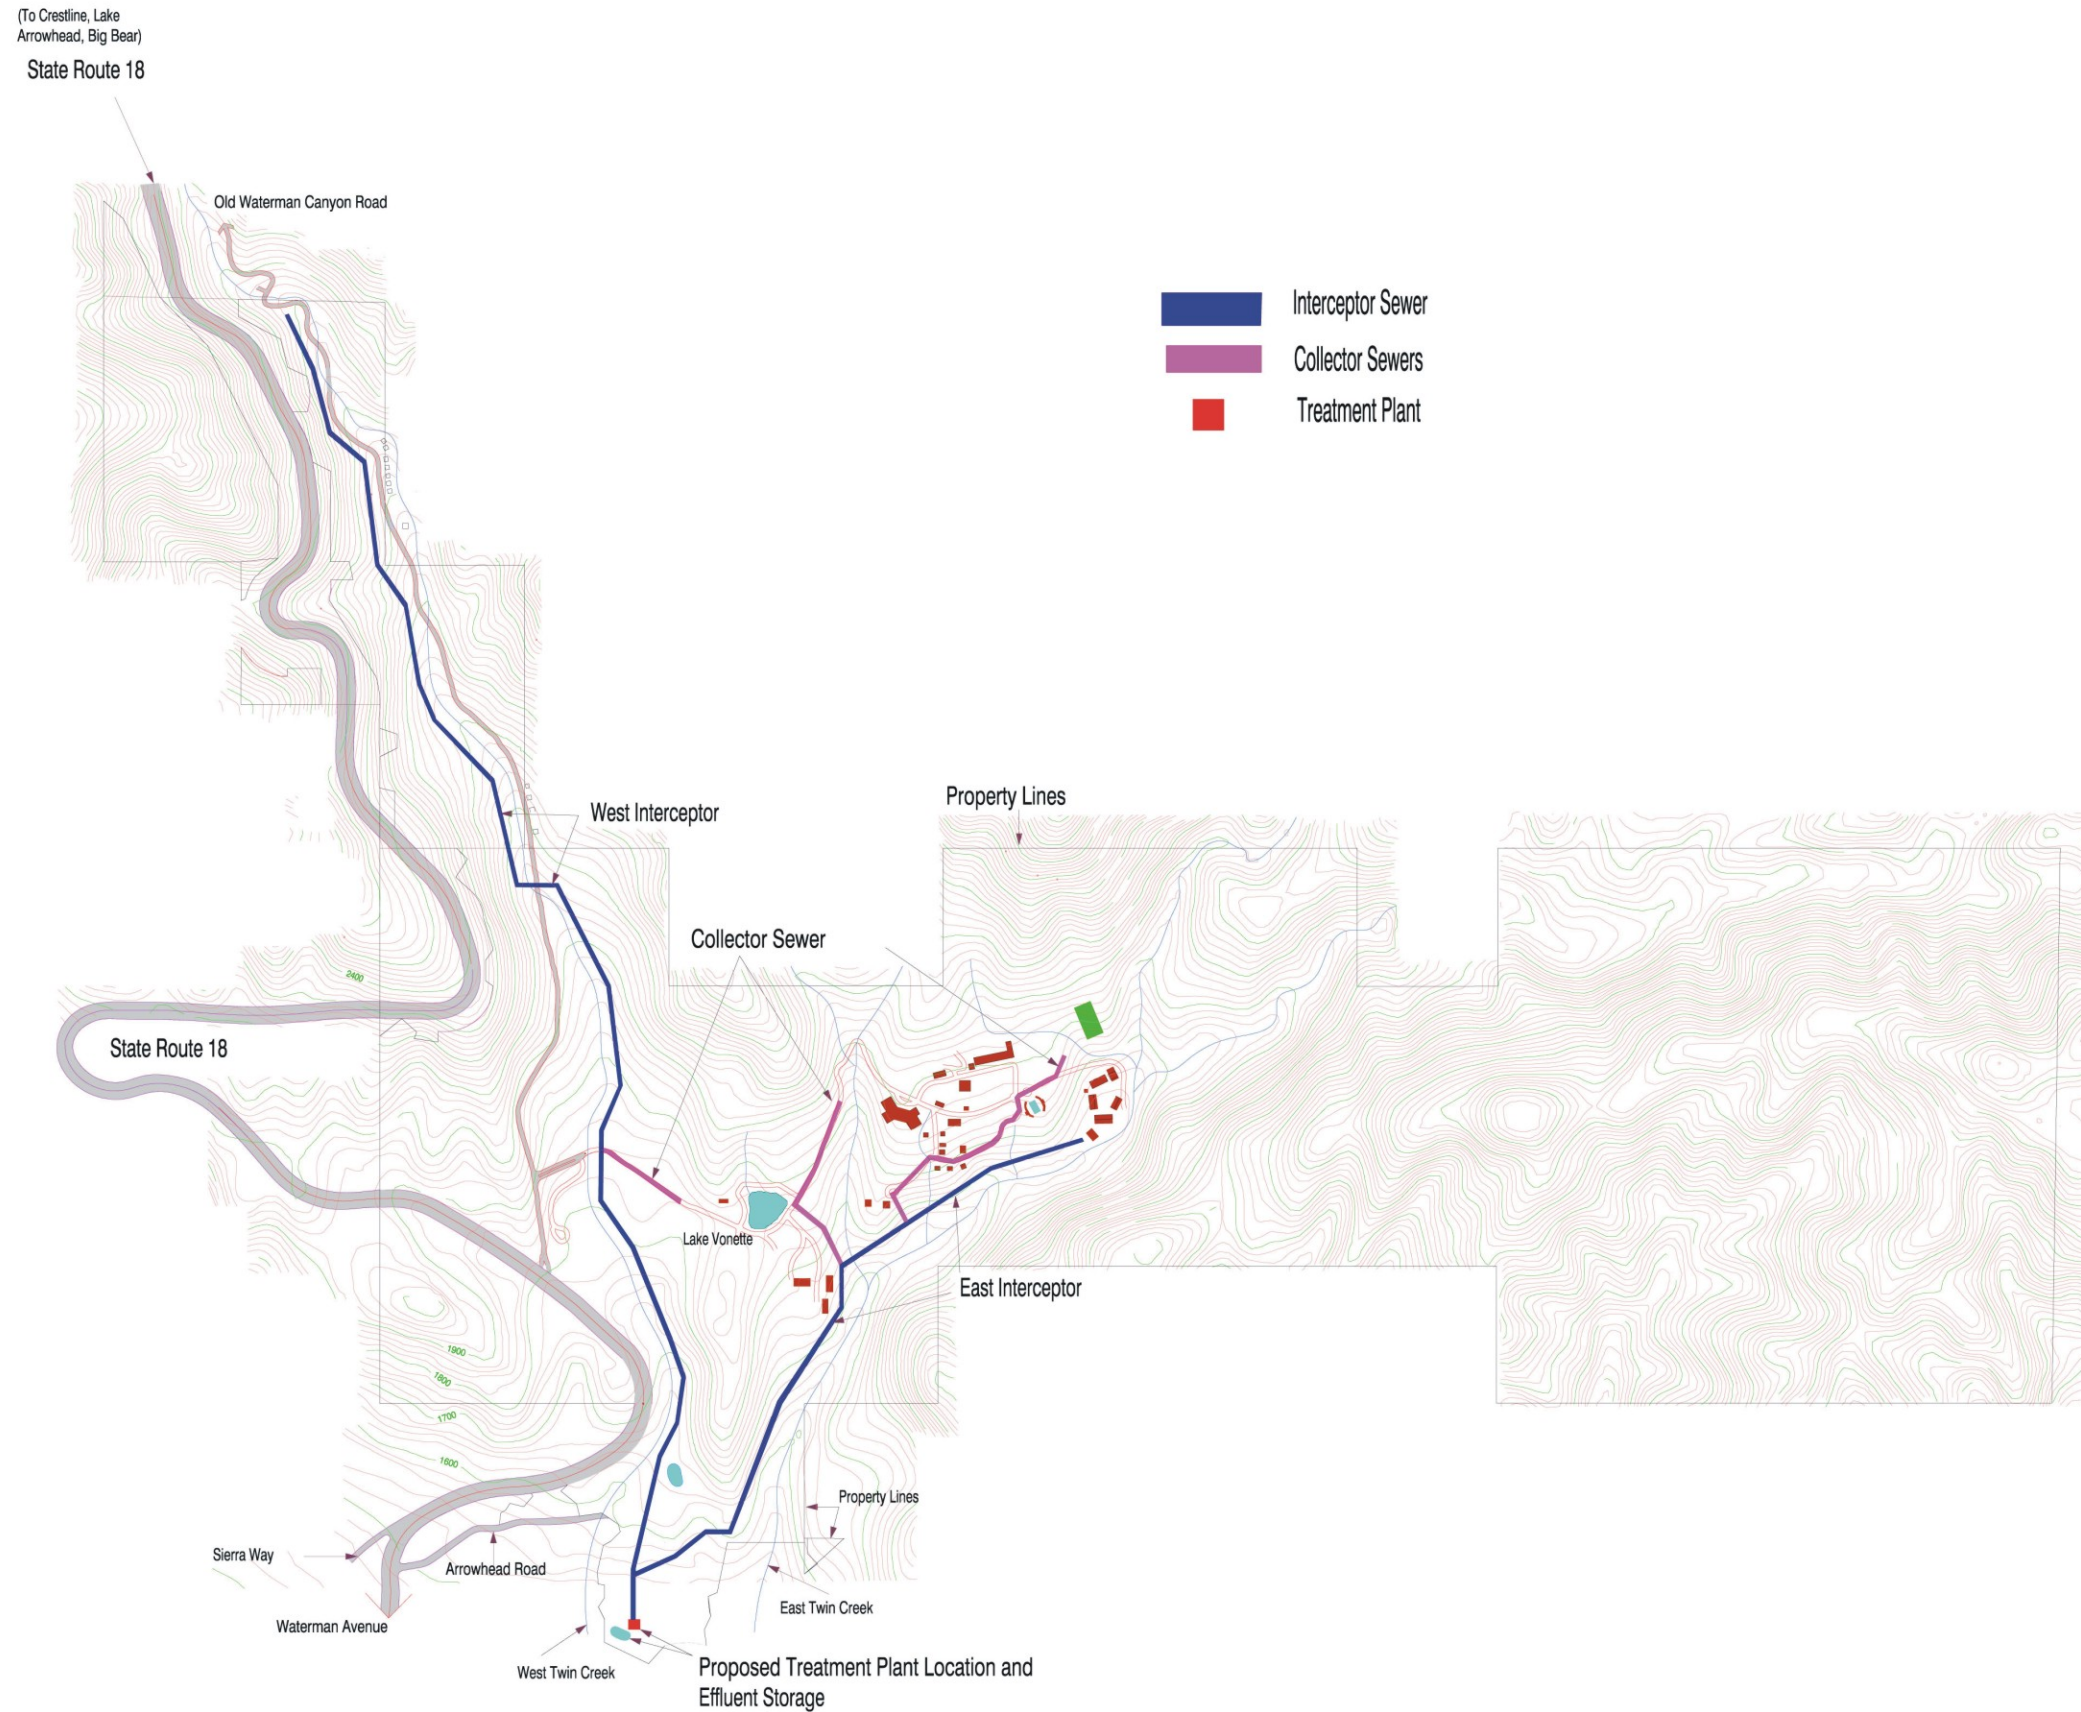 (To Crestline, Lake
Arrowhead, Big Bear)
State Route 18
Old Waterman Canyon Road
Interceptor Sewer
Collector Sewers
Treatment Plant
West Interceptor
Property Lines
Collector Sewer
2400
State Route 18
Lake Vonette
East Interceptor
1900
1800
1700
1600
Property Lines
Sierra Way
Arrowhead Road
East Twin Creek
Waterman Avenue
West Twin Creek
Proposed Treatment Plant Location and
Effluent Storage